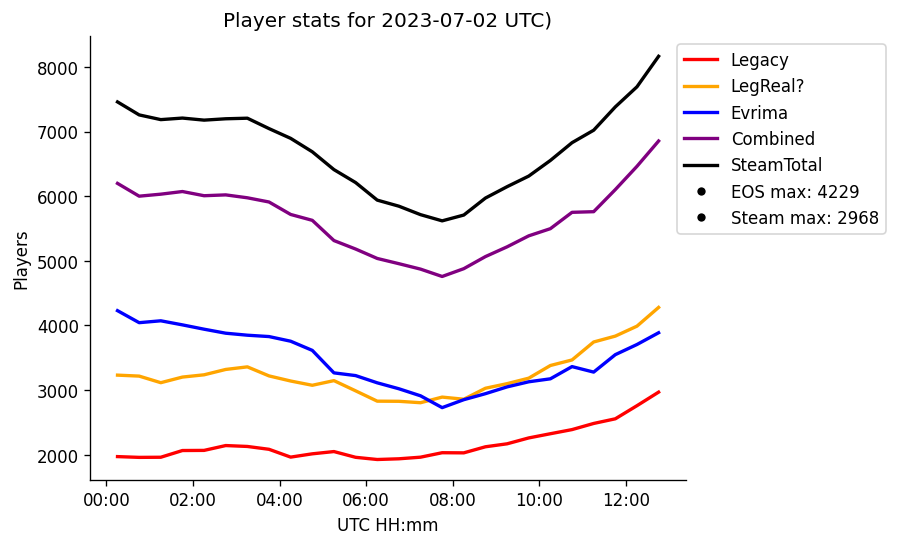 Player stats for 2023-07-02 UTC)
8000
7000
6000
5000
4000
3000
2000
Players
00:00 02:00 04:00 06:00 08:00 10:00 12:00
UTC HH:mm
Legacy
LegReal?
Evrima
Combined
SteamTotal
EOS max: 4229
Steam max: 2968